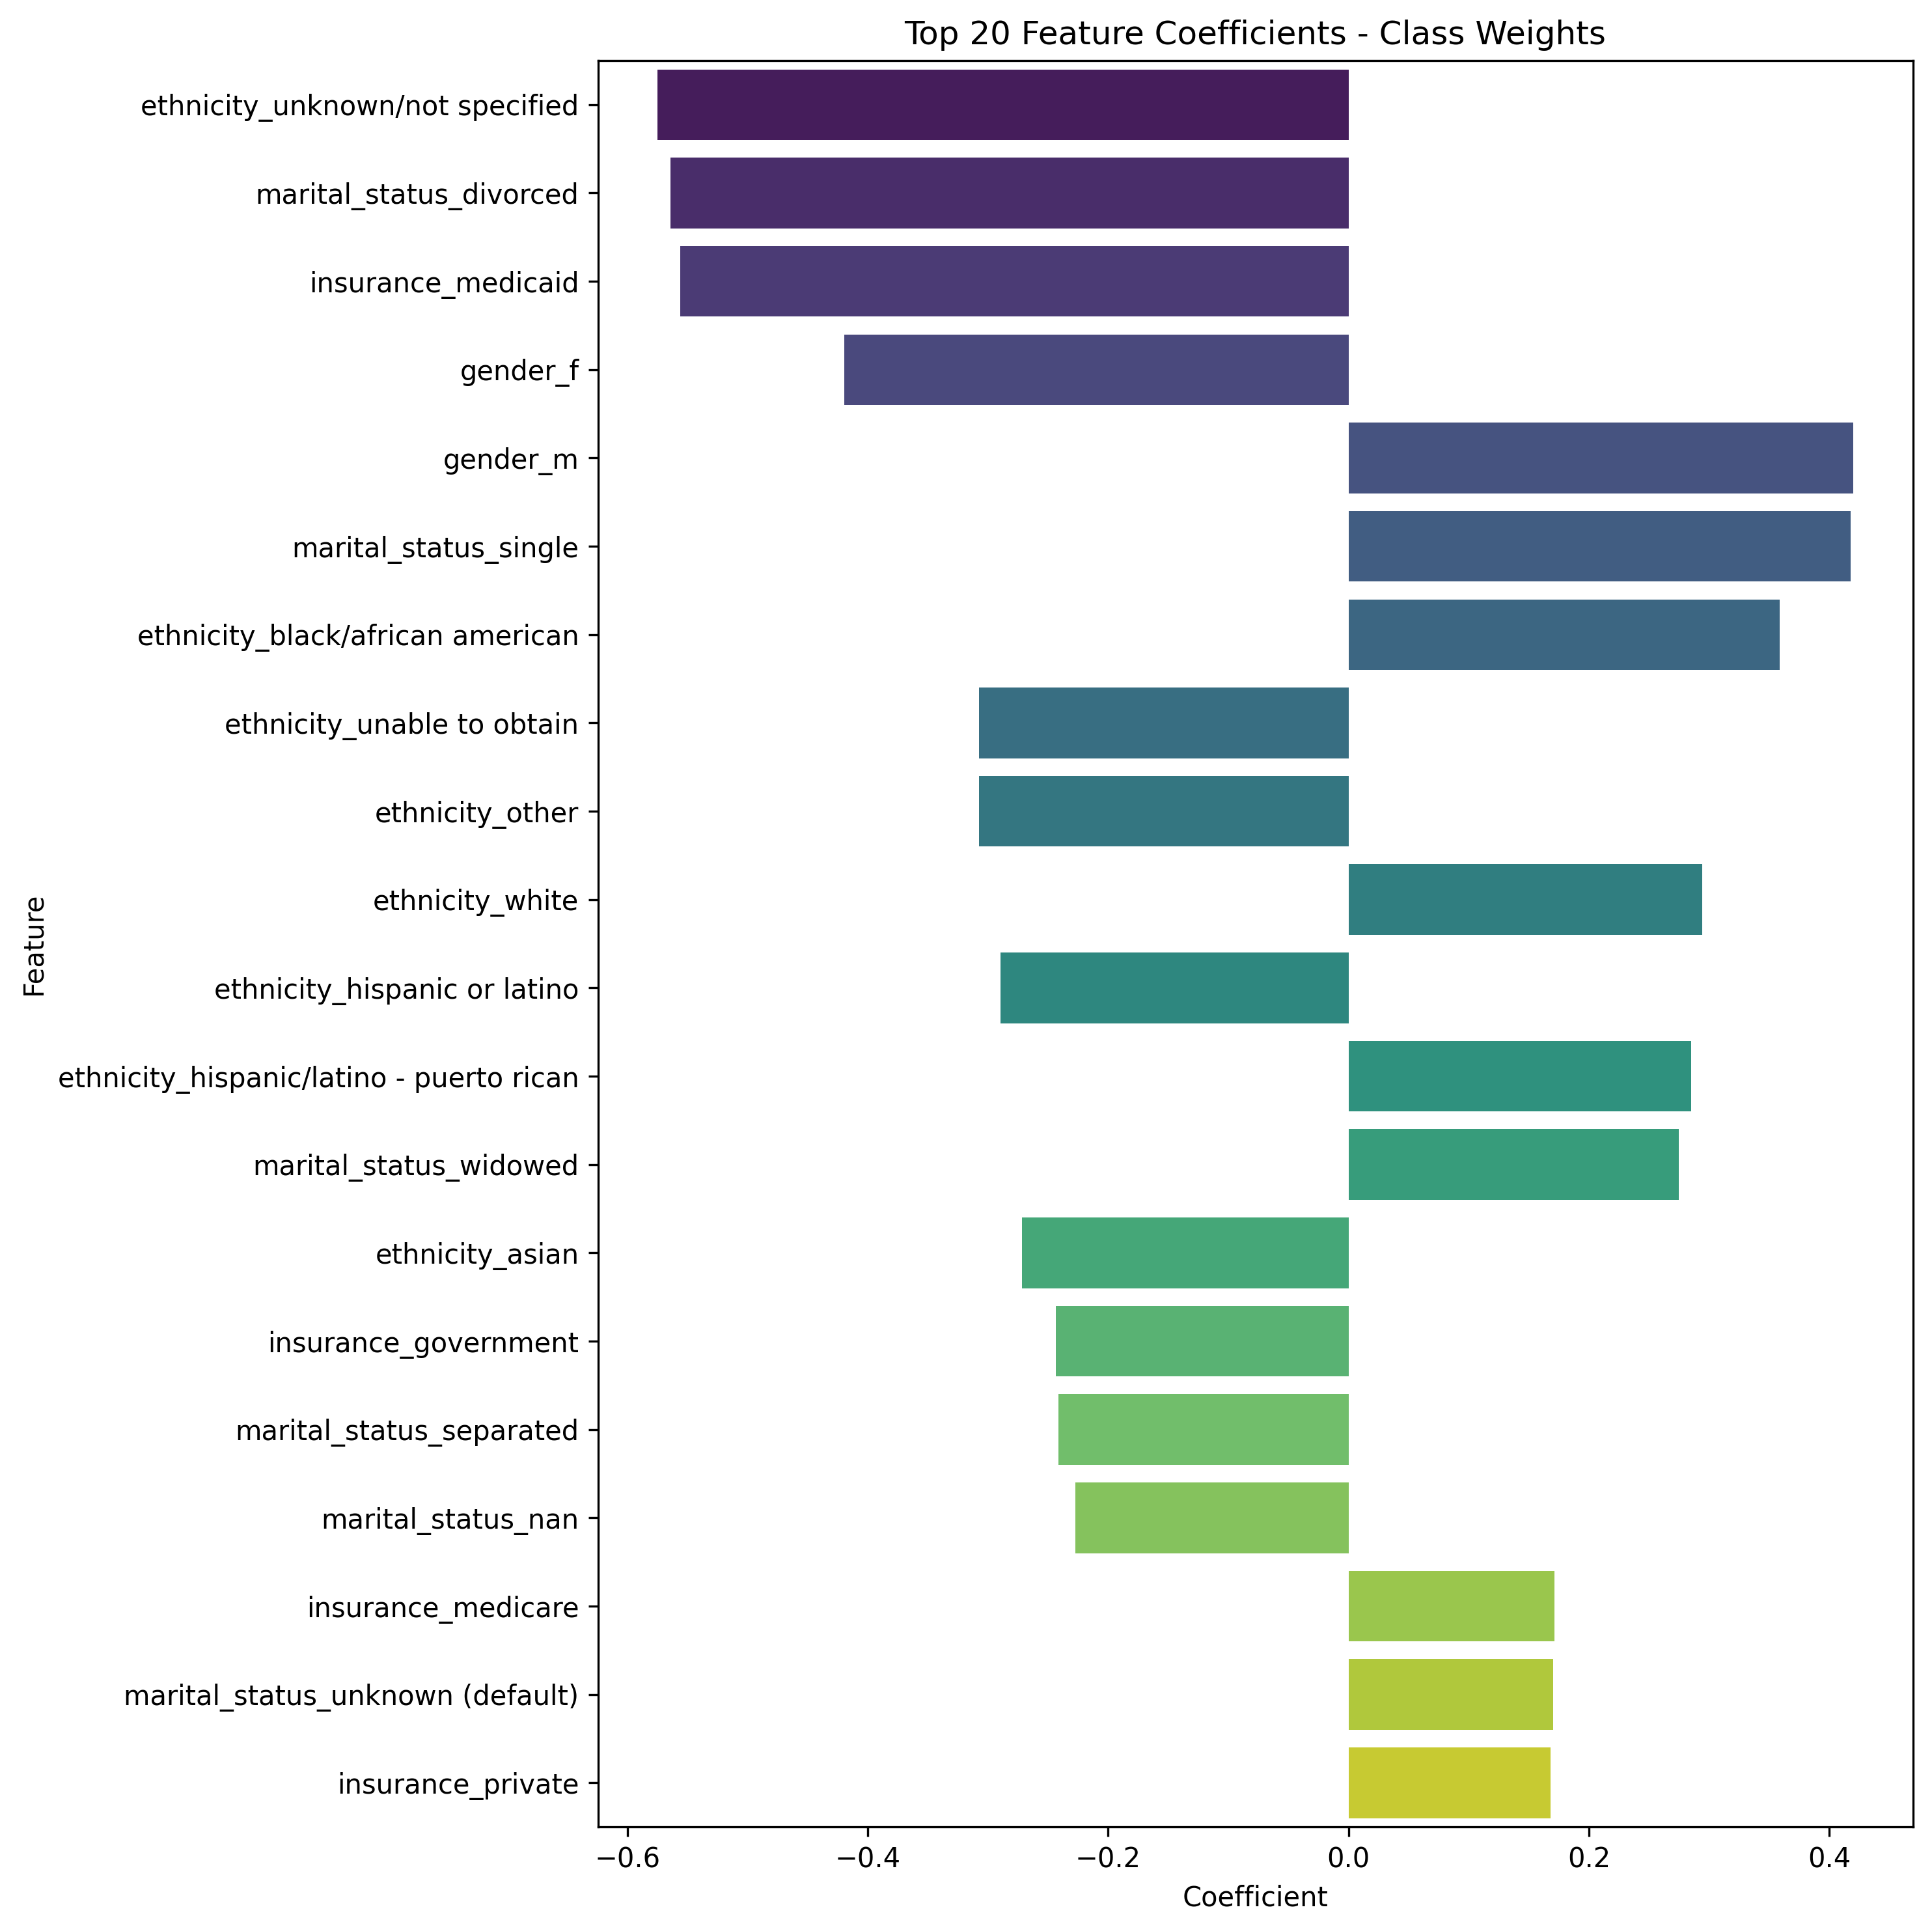 Top 20 Feature Coefficients - Class Weights
ethnicity_unknown/not specified
marital_status_divorced
insurance_medicaid
gender_f
gender_m
marital_status_single
ethnicity_black/african american
ethnicity_unable to obtain
ethnicity_other
ethnicity_white
ethnicity_hispanic or latino
ethnicity_hispanic/latino - puerto rican
marital_status_widowed
ethnicity_asian
insurance_government
marital_status_separated
marital_status_nan
insurance_medicare
marital_status_unknown (default)
insurance_private
Feature
−0.6 −0.4 −0.2 0.0 0.2 0.4
Coefficient